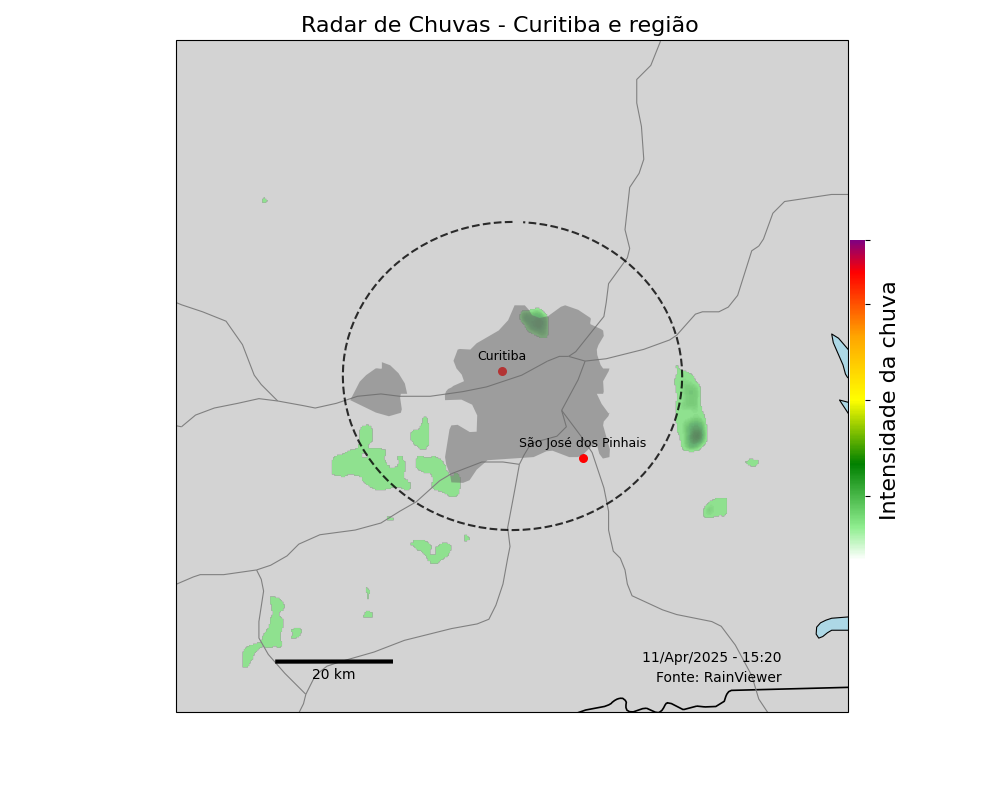 Radar de Chuvas - Curitiba e região
Curitiba
São José dos Pinhais
Intensidade da chuva
11/Apr/2025 - 15:20
Fonte: RainViewer
20 km